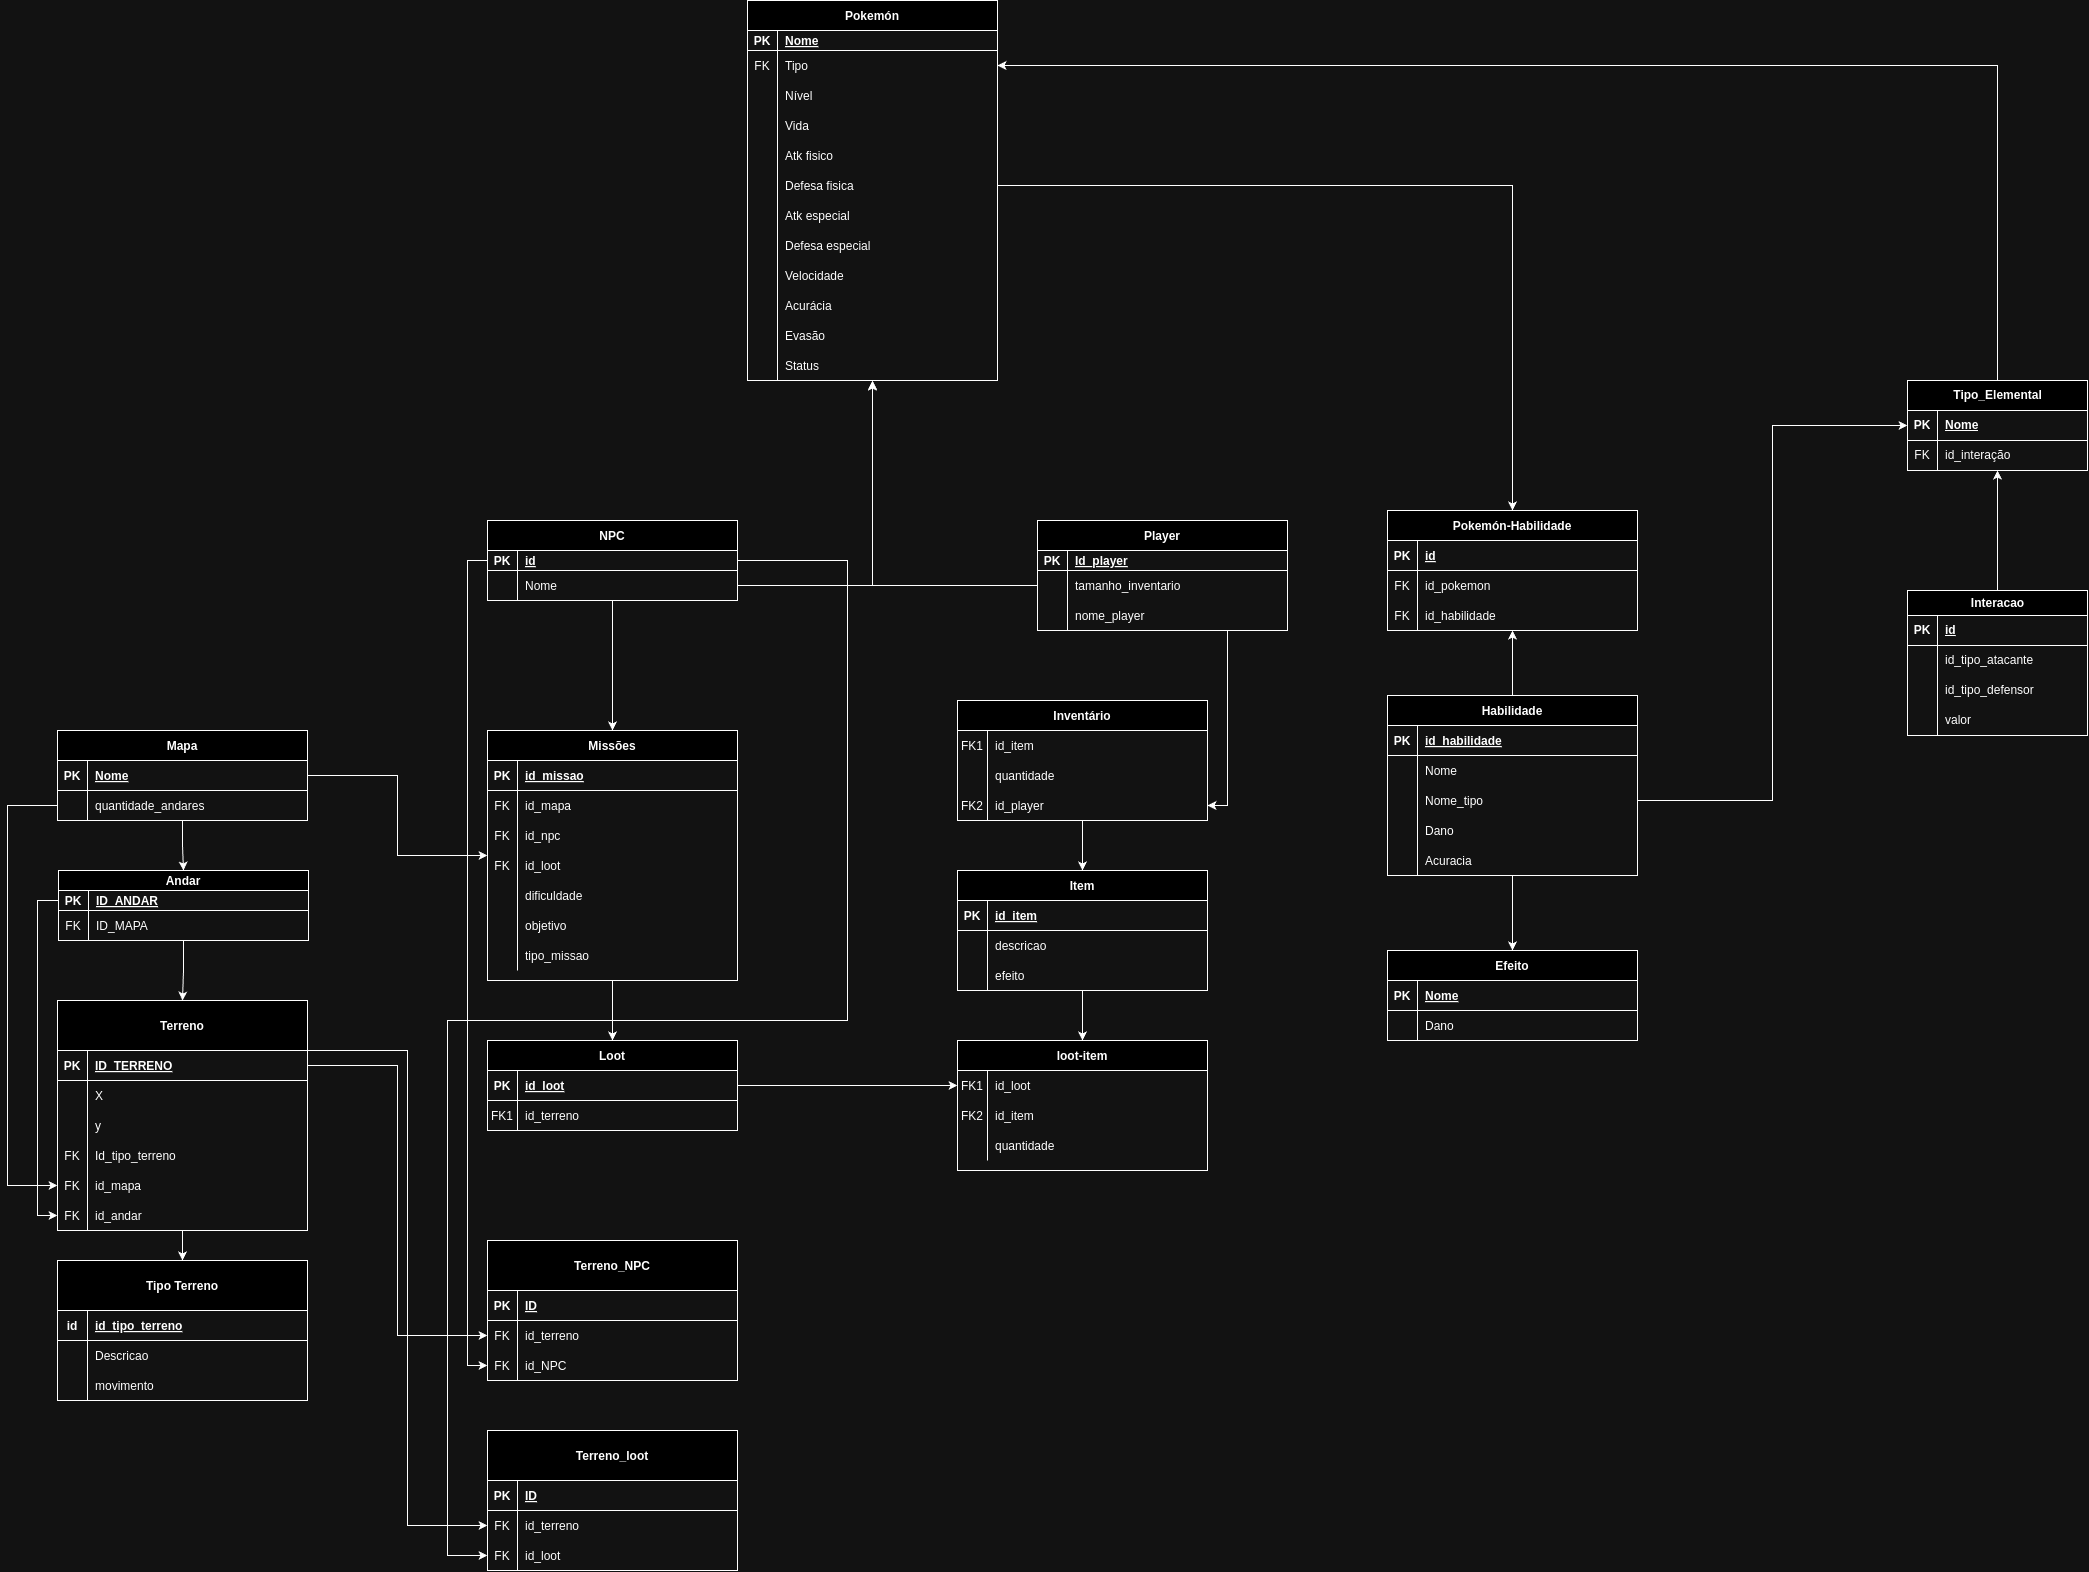 Pokemón
PK Nome
FK Tipo
Nível
Vida
Atk fisico
Defesa fisica
Atk especial
Defesa especial
Velocidade
Acurácia
Evasão
Status
Tipo_Elemental
PK Nome
FK id_interação
NPC
PK id
Nome
Player
PK Id_player
tamanho_inventario
nome_player
Pokemón-Habilidade
PK id
FK id_pokemon
FK id_habilidade
Interacao
PK id
id_tipo_atacante
id_tipo_defensor
valor
Mapa
PK Nome
quantidade_andares
Missões
PK id_missao
FK id_mapa
FK id_npc
FK id_loot
dificuldade
objetivo
tipo_missao
Inventário
FK1 id_item
quantidade
FK2 id_player
Habilidade
PK id_habilidade
Nome
Nome_tipo
Dano
Acuracia
Andar
PK ID_ANDAR
FK ID_MAPA
Item
PK id_item
descricao
efeito
Efeito
PK Nome
Dano
Terreno
PK ID_TERRENO
X
y
FK Id_tipo_terreno
FK id_mapa
FK id_andar
Loot
PK id_loot
FK1 id_terreno
loot-item
FK1 id_loot
FK2 id_item
quantidade
Tipo Terreno
id id_tipo_terreno
Descricao
movimento
Terreno_NPC
PK ID
FK id_terreno
FK id_NPC
Terreno_loot
PK ID
FK id_terreno
FK id_loot